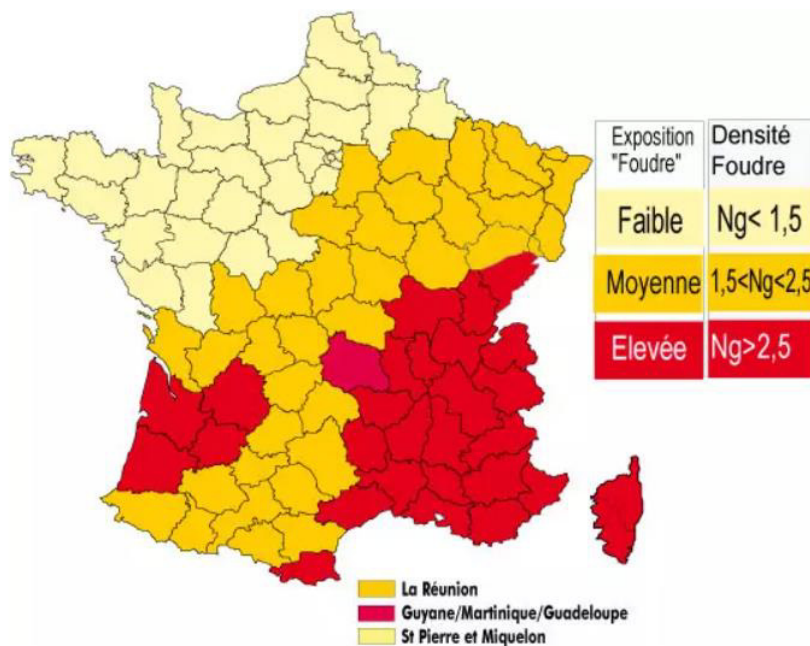 Exposition
"Foudre"
Densité
Foudre
Faible
Ng< 1,5
Moyenne
1,5<Ng<2,5
Elevée
Ng>2,5
La Réunion
Guyane/Martinique/Guadeloupe
St Pierre et Miquelon